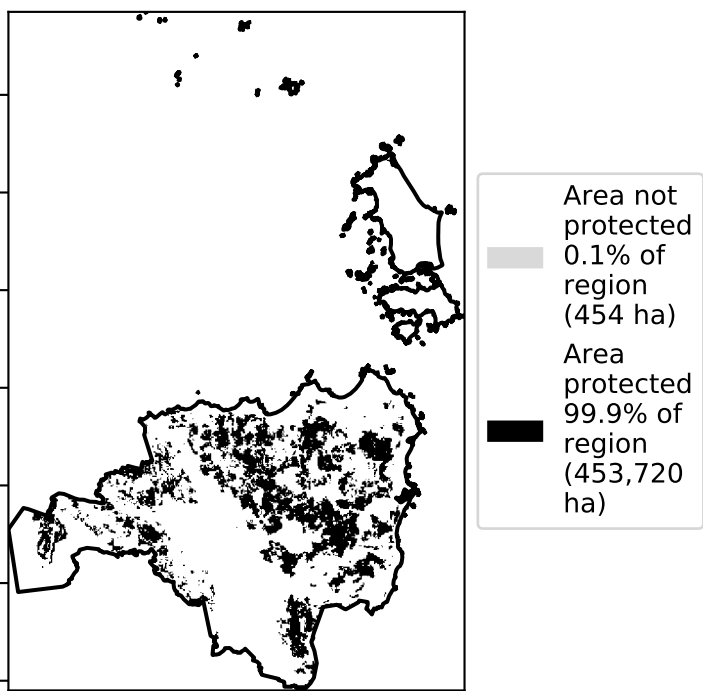 Area not
protected
0.1% of
region
(454 ha)
Area
protected
99.9% of
region
(453,720
ha)